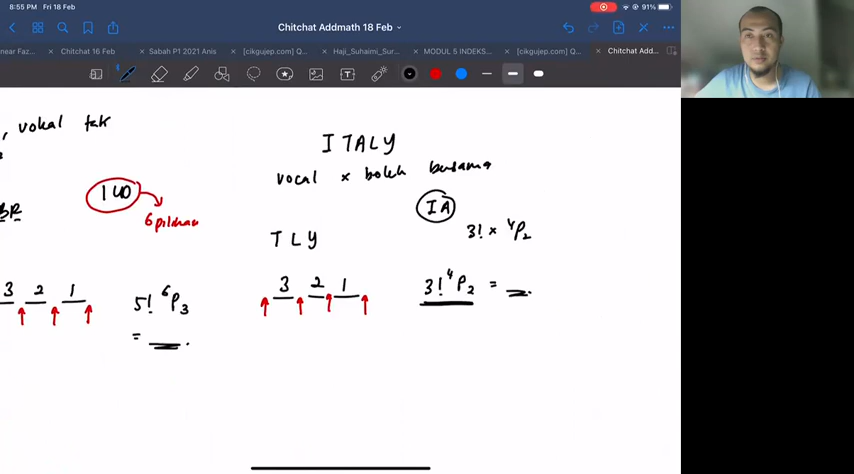 8:55 PM Fri 18 Feb
91%
Chitchat Addmath 18 Feb
near Faz...
Chitchat 16 Feb
Sabah P1 2021 Anis
[cikgujep.com] Q...
Haji_Suhaimi_Sur...
MODUL 5 INDEKS...
[cikgujep.com] Q...
Chitchat Add...
, vokal tak
IUO
6 pilihan
BR
3 2 1
5! ⁶P₃
=
ITALY
vocal x boleh bersama
IA
3! × ⁴P₂
T L Y
3 2 1
3! ⁴P₂ =